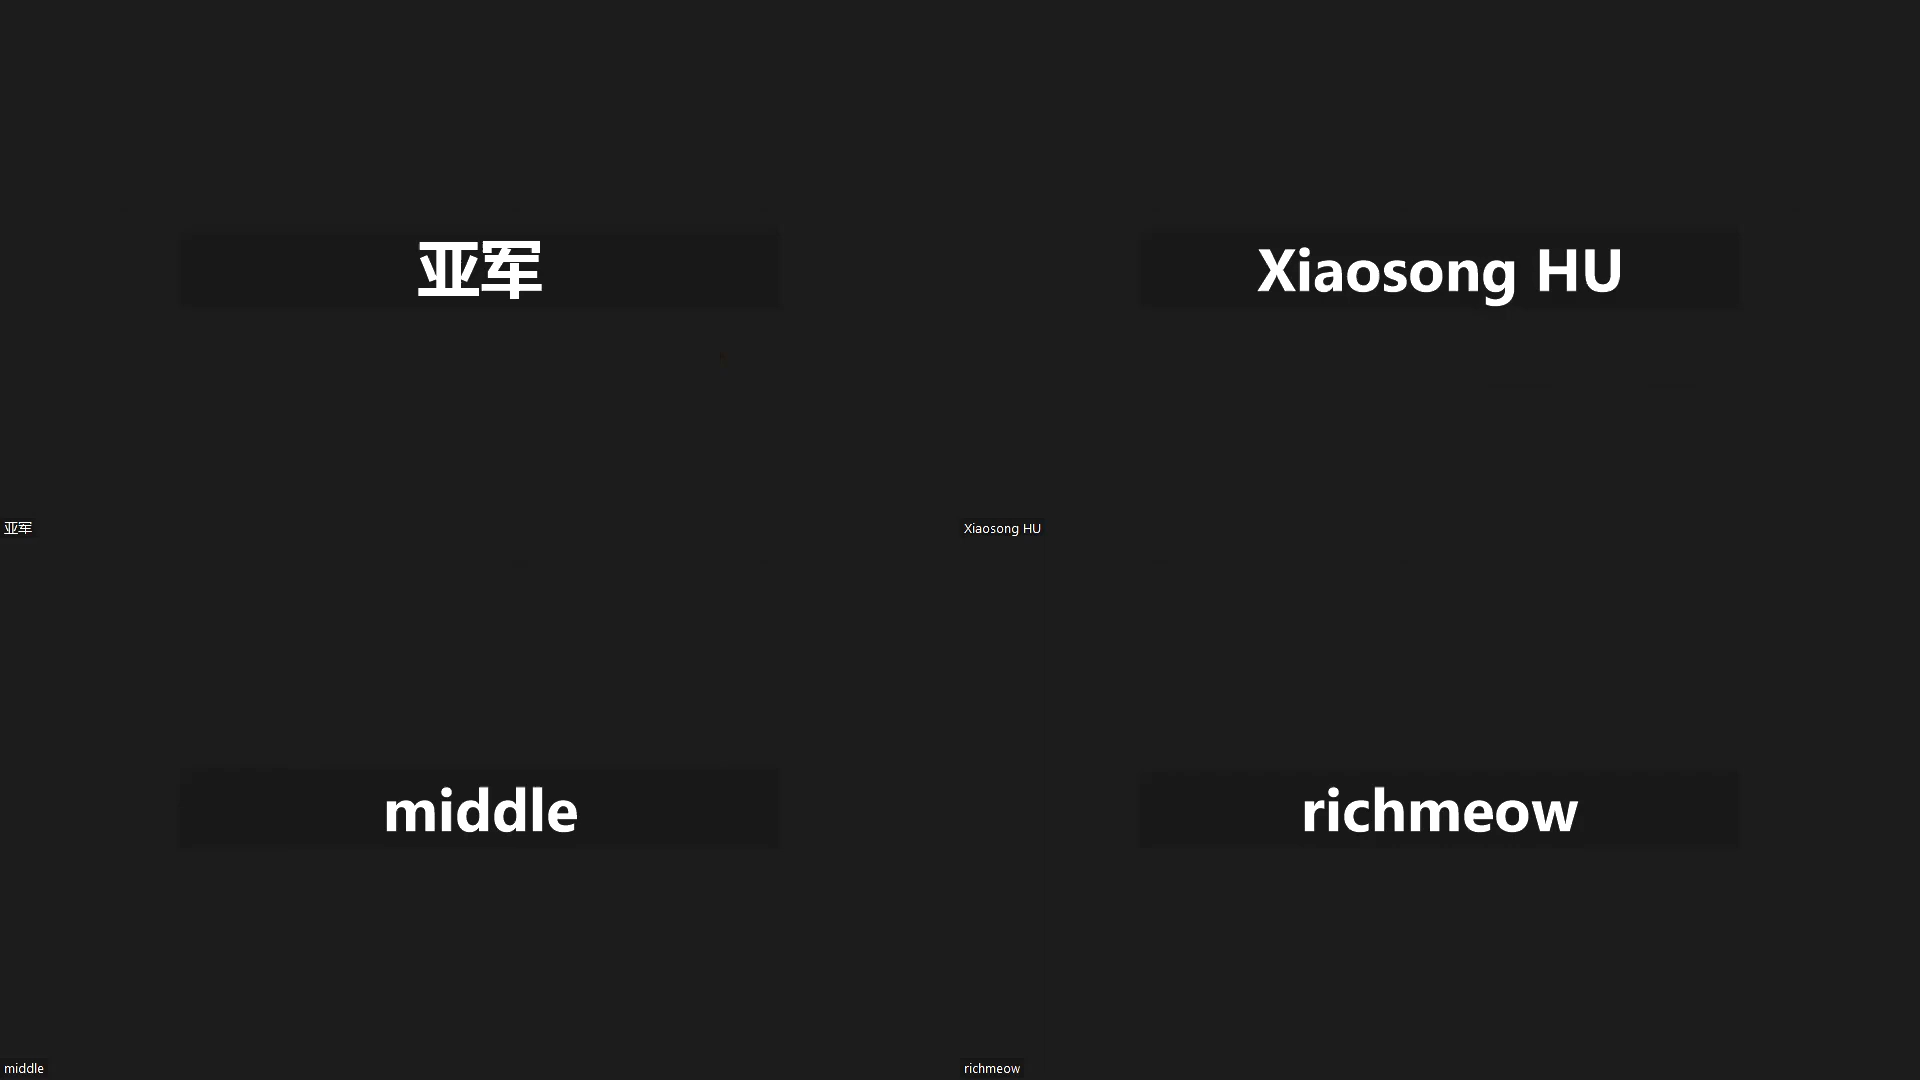 亚军
Xiaosong HU
亚军
Xiaosong HU
middle
richmeow
middle
richmeow